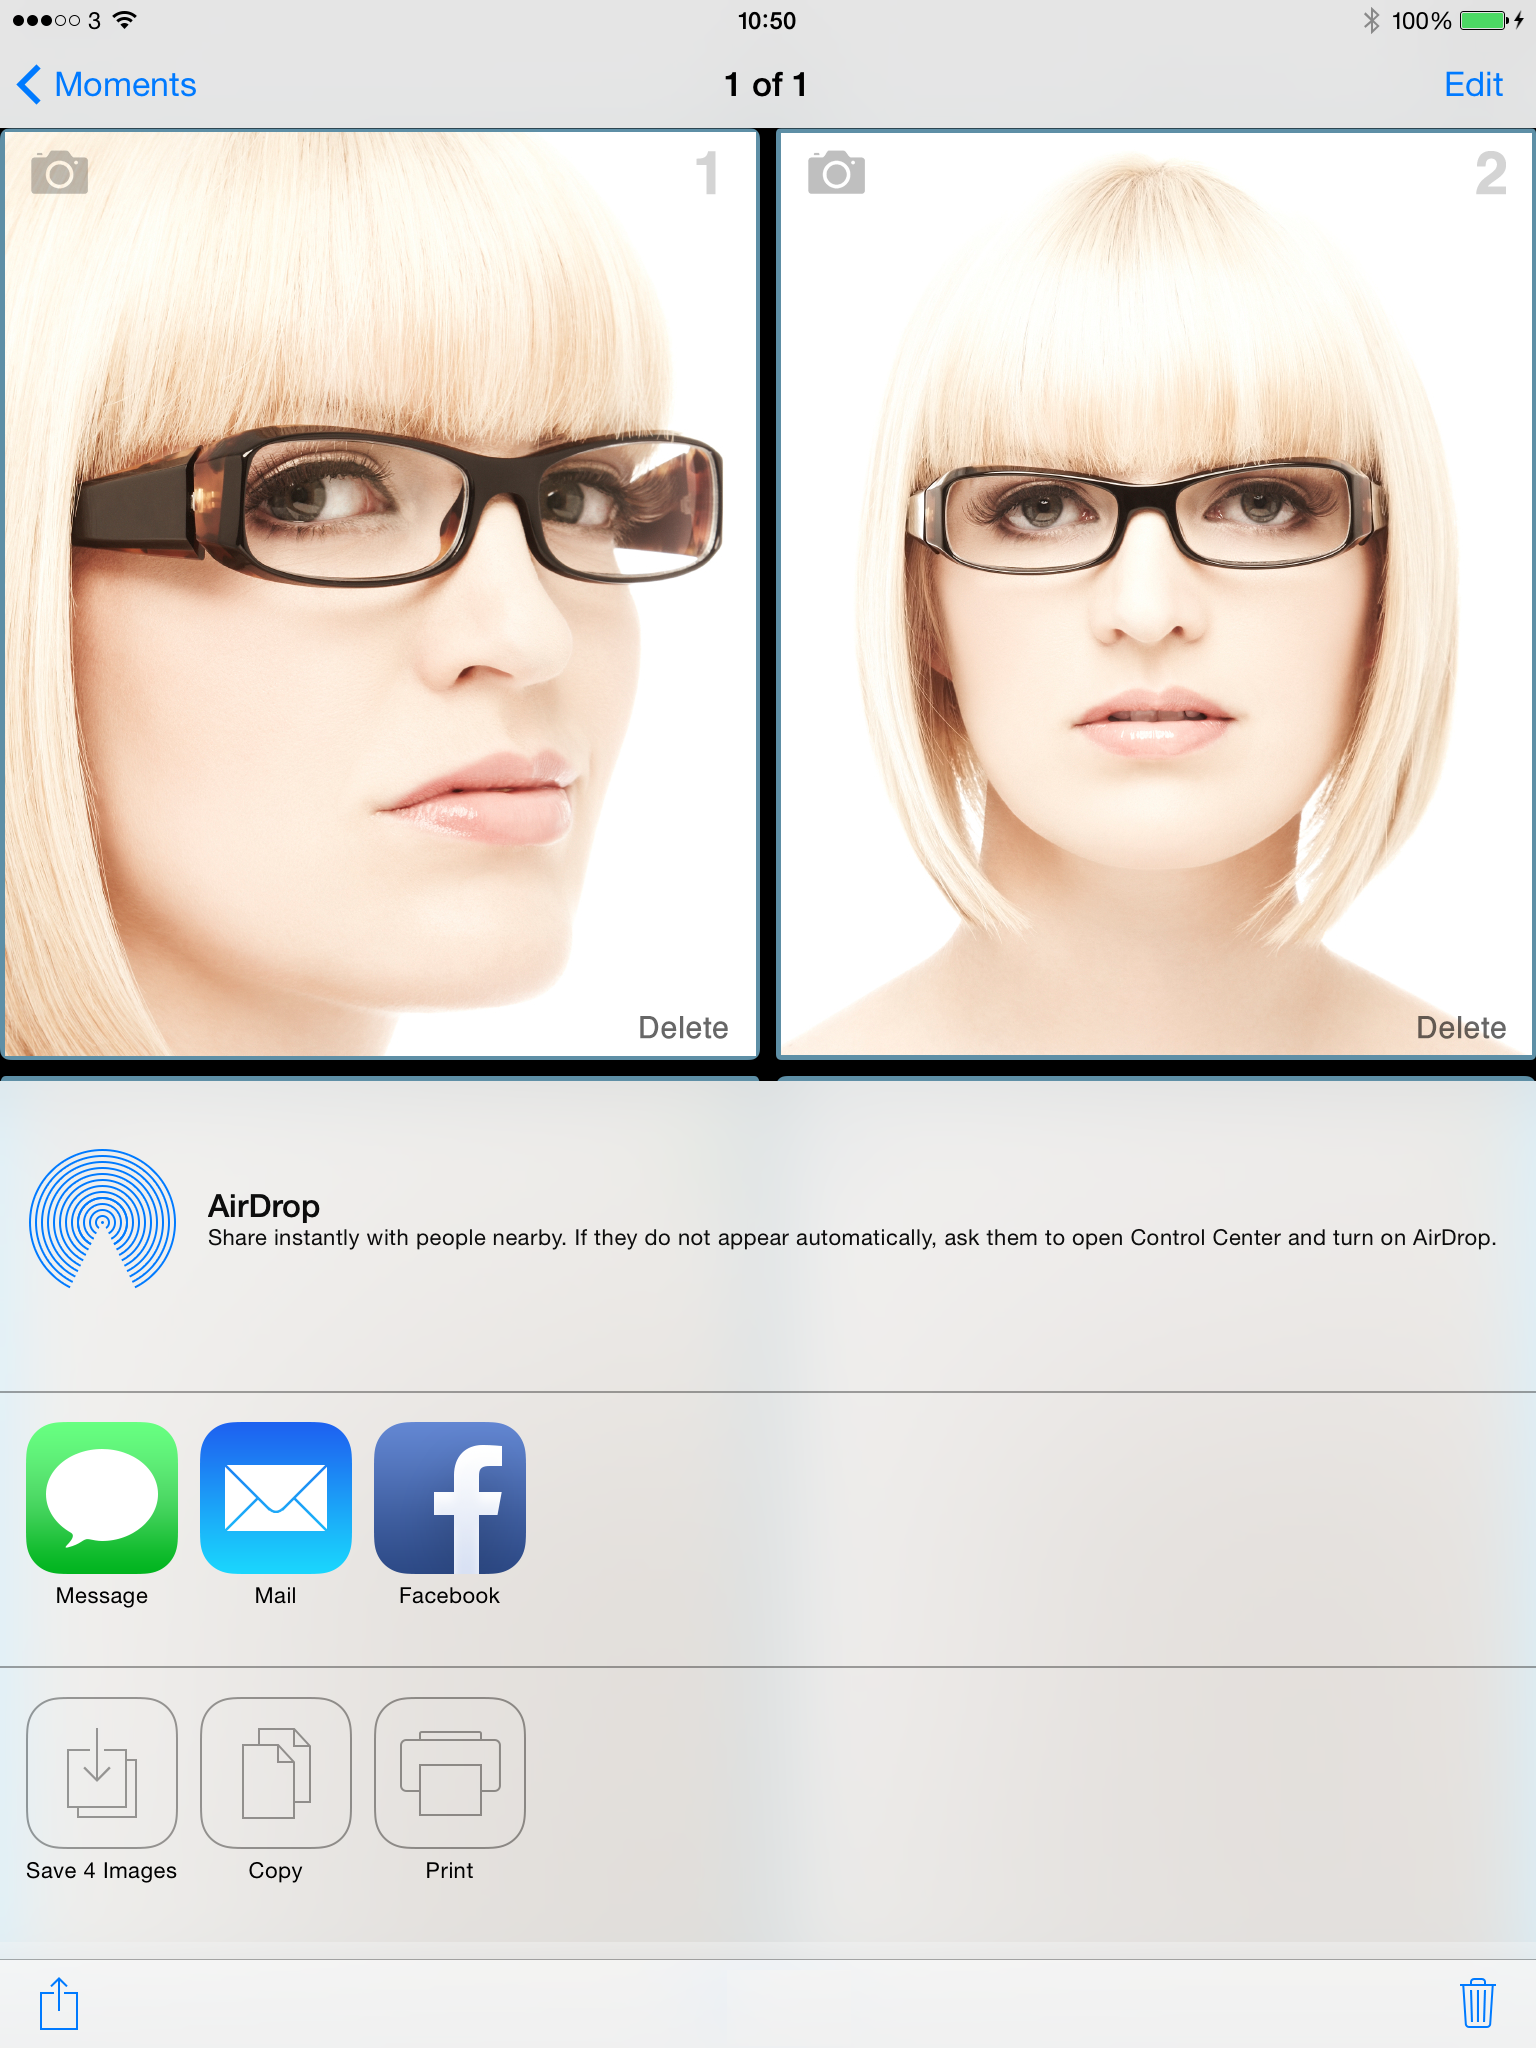 3 10:50 100%
Moments 1 of 1 Edit
1 2
Delete Delete
AirDrop
Share instantly with people nearby. If they do not appear automatically, ask them to open Control Center and turn on AirDrop.
Message Mail Facebook
Save 4 Images Copy Print